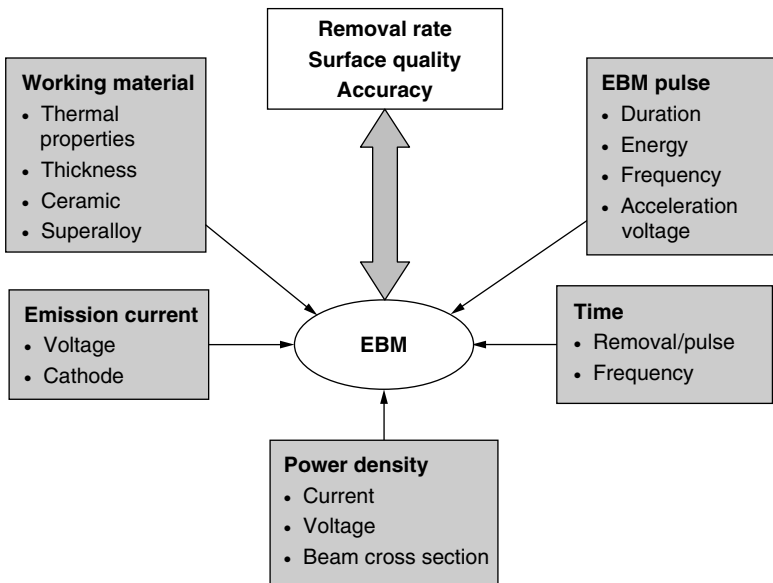 Removal rate
Surface quality
Accuracy
Working material
• Thermal
properties
• Thickness
• Ceramic
• Superalloy
EBM pulse
• Duration
• Energy
• Frequency
• Acceleration
voltage
Emission current
• Voltage
• Cathode
EBM
Time
• Removal/pulse
• Frequency
Power density
• Current
• Voltage
• Beam cross section